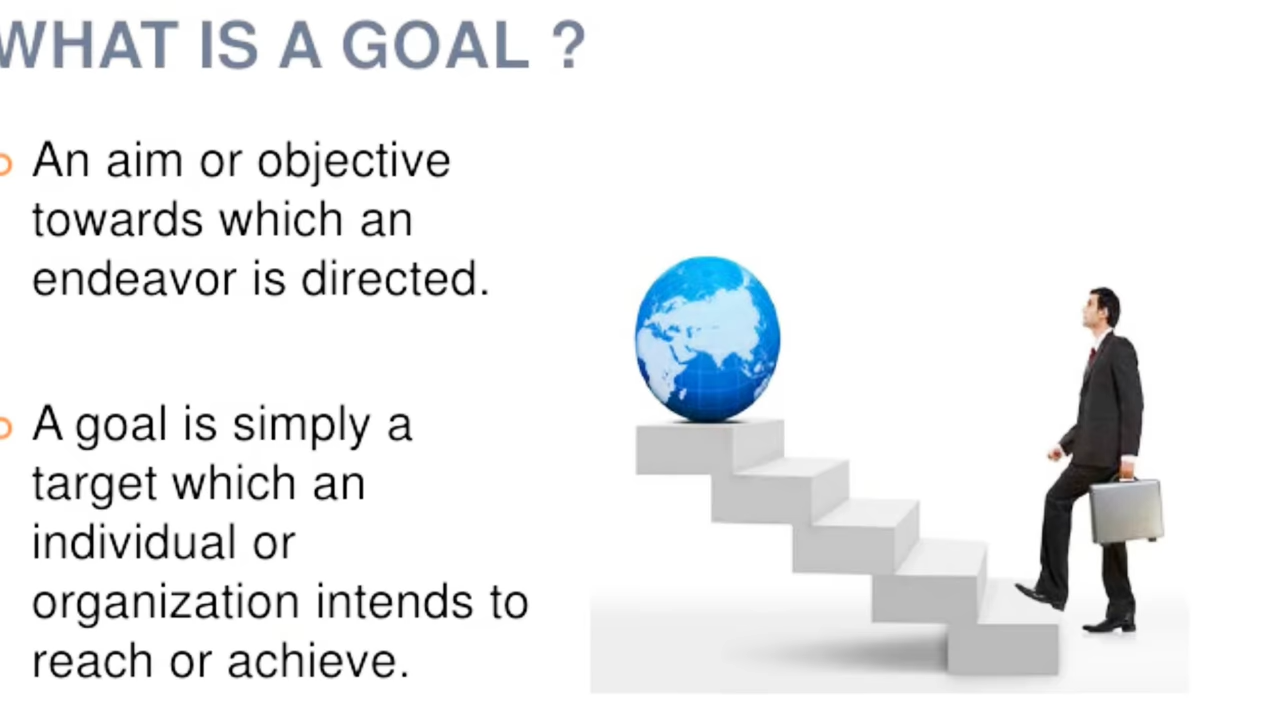 WHAT IS A GOAL ?
An aim or objective
towards which an
endeavor is directed.
A goal is simply a
target which an
individual or
organization intends to
reach or achieve.